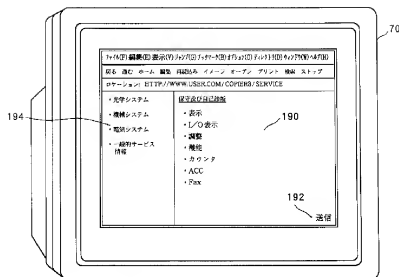 70
ファイル(F) 編集(E) 表示(V) ジャンプ(G) ブックマーク(B) オプション(O) ディレクトリ(D) ウィンドウ(W) ヘルプ(H)
戻る 進む ホーム 編集 再読込み イメージ オープン プリント 検索 ストップ
ロケーション: HTTP://WWW.USER.COM/COPIERS/SERVICE
・光学システム
・機械システム
・電気システム
・一般的サービス
情報
194
保守及び自己診断
・表示
・I/O表示
・調整
・機能
・カウンタ
・ACC
・Fax
190
192
送信